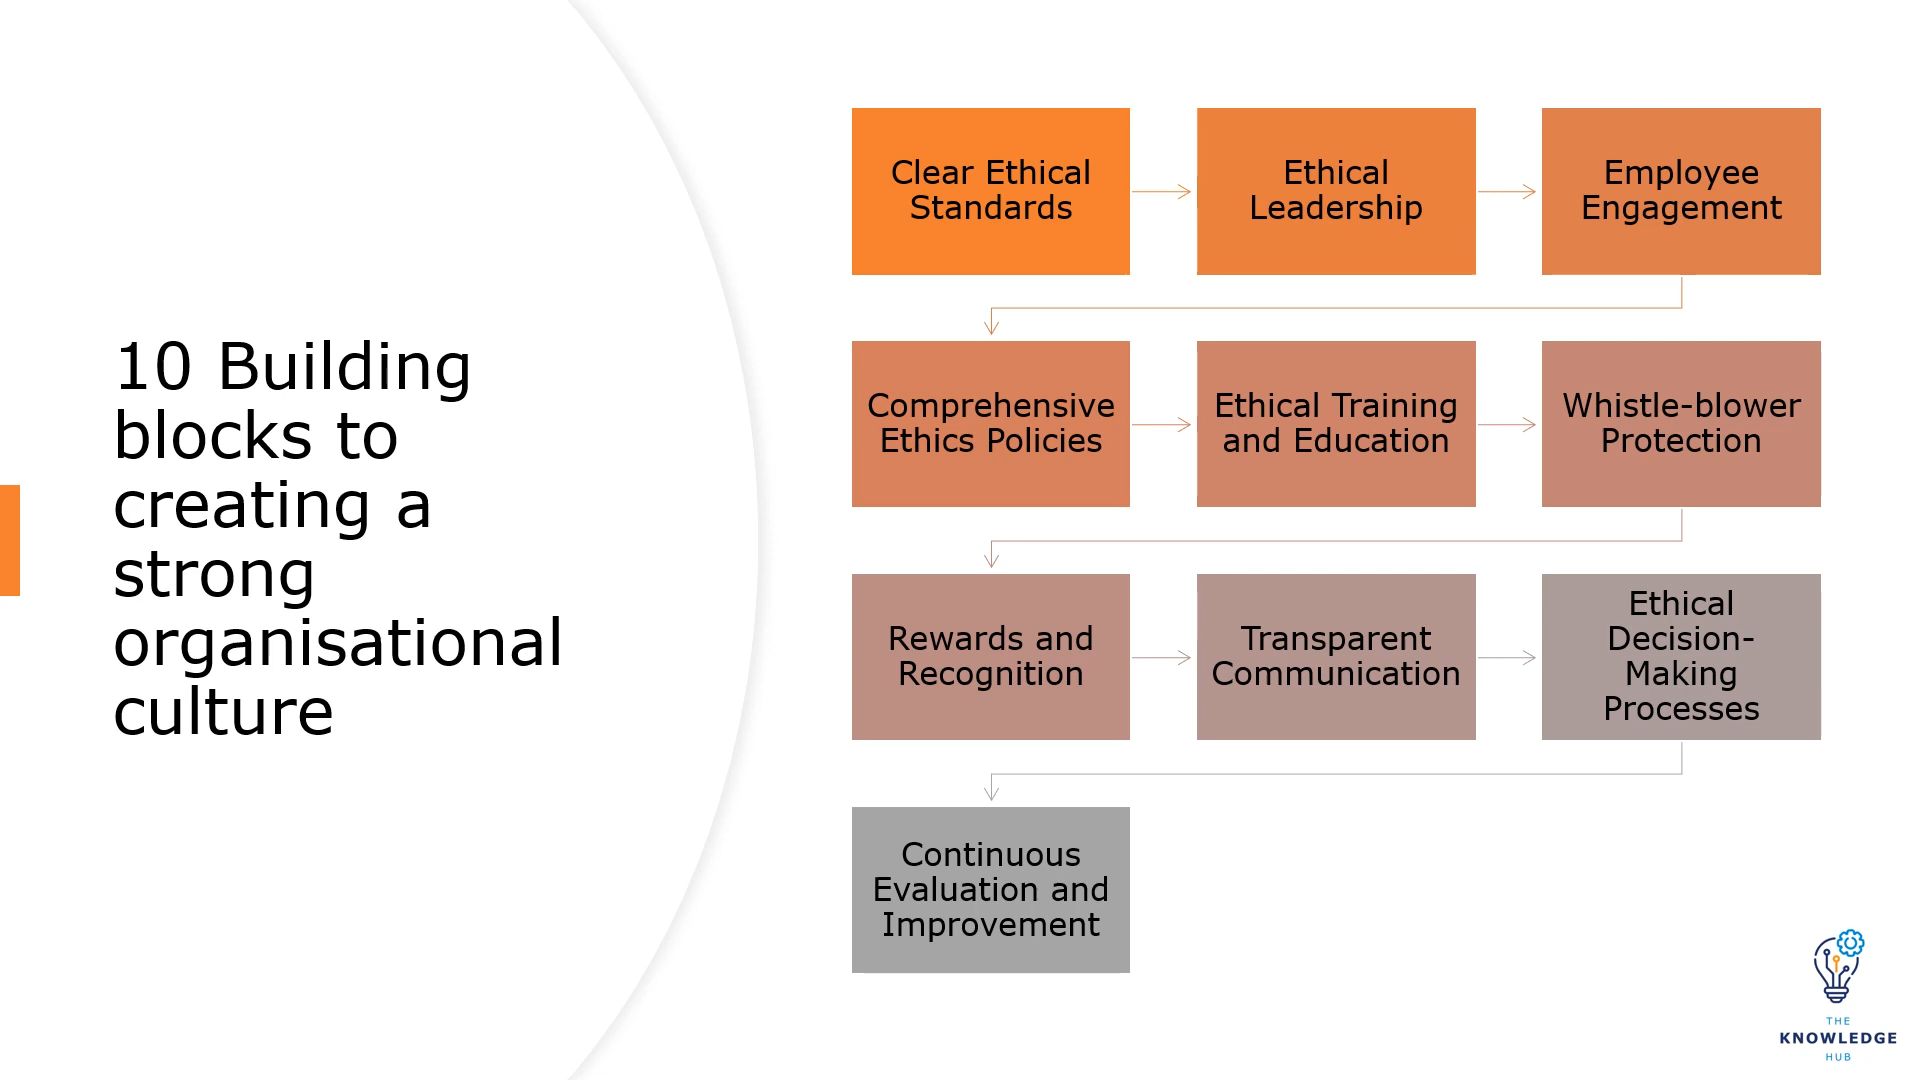 10 Building
blocks to
creating a
strong
organisational
culture
Clear Ethical
Standards
Ethical
Leadership
Employee
Engagement
Comprehensive
Ethics Policies
Ethical Training
and Education
Whistle-blower
Protection
Rewards and
Recognition
Transparent
Communication
Ethical
Decision-
Making
Processes
Continuous
Evaluation and
Improvement
THE
KNOWLEDGE
HUB